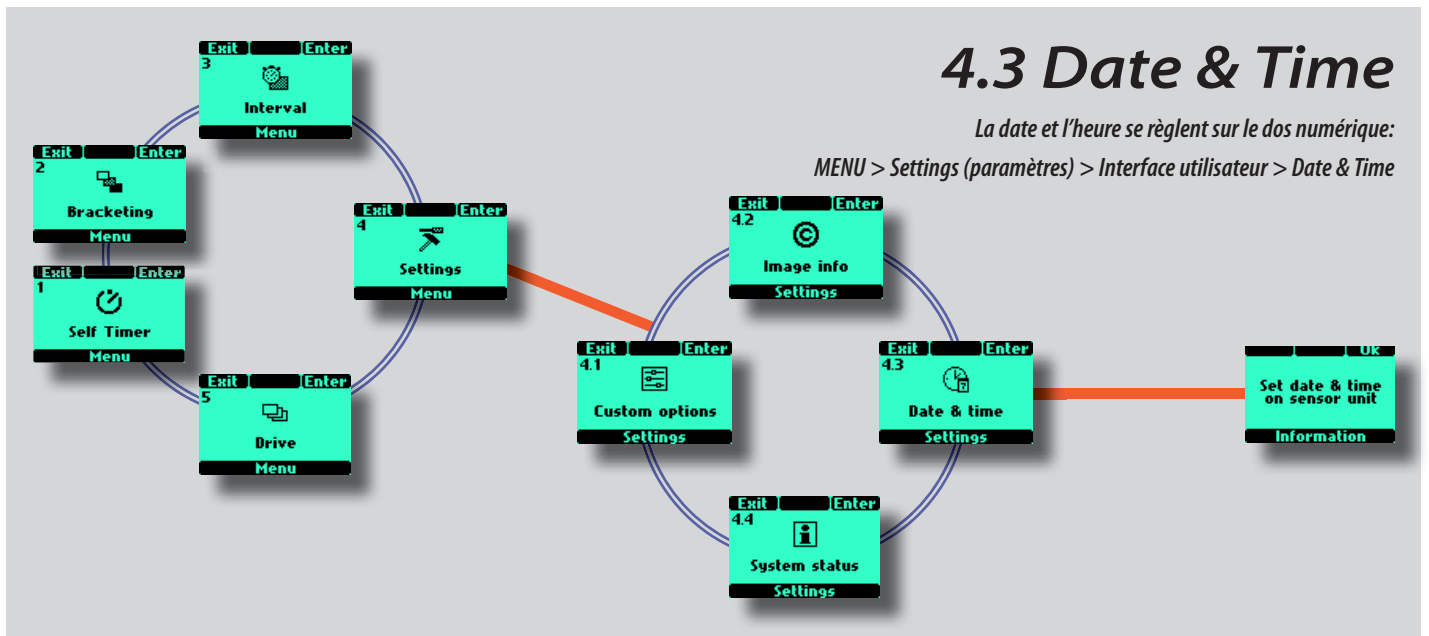 4.3 Date & Time
La date et l'heure se règlent sur le dos numérique:
MENU > Settings (paramètres) > Interface utilisateur > Date & Time
Exit Enter
3
Interval
Menu
Exit Enter
2
Bracketing
Menu
Exit Enter
1
Self Timer
Menu
Exit Enter
4
Settings
Menu
Exit Enter
5
Drive
Menu
Exit Enter
4.2
©
Image info
Settings
Exit Enter
4.1
Custom options
Settings
Exit Enter
4.3
?
Date & time
Settings
Exit Enter
4.4
i
System status
Settings
Ok
Set date & time
on sensor unit
Information